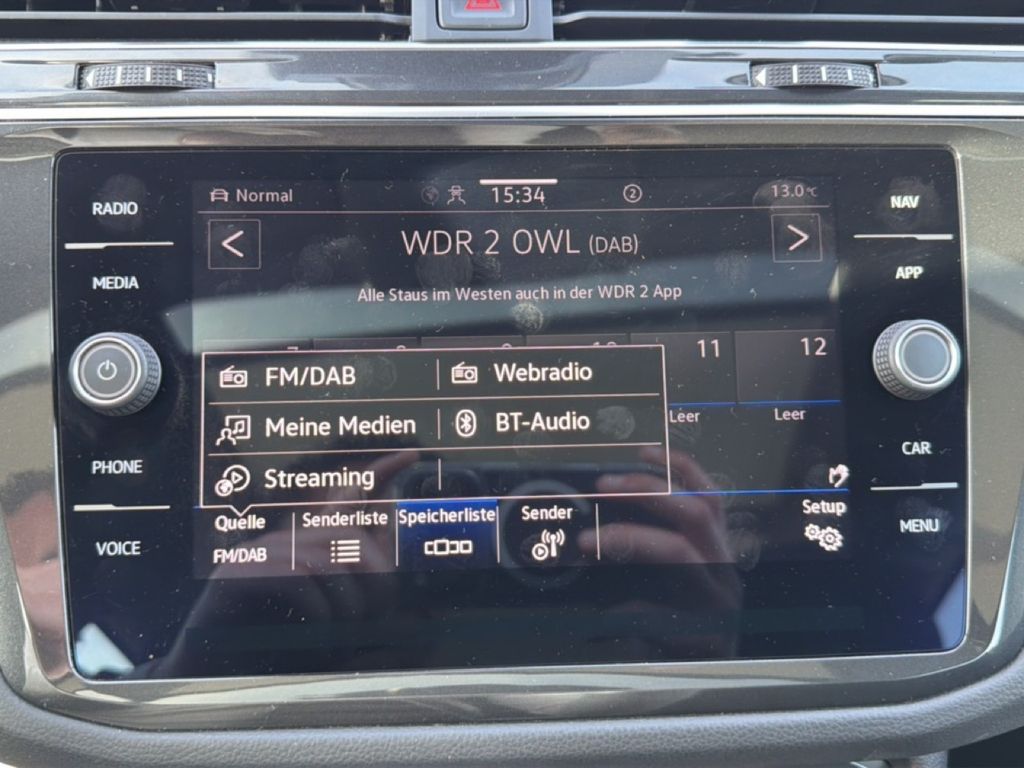 Normal 15:34 2 13.0°C
RADIO
NAV
WDR 2 OWL (DAB)
MEDIA
APP
Alle Staus im Westen auch in der WDR 2 App
11 12
FM/DAB Webradio
Meine Medien BT-Audio
Leer Leer
Streaming
PHONE
CAR
Quelle Senderliste Speicherliste Sender Setup
FM/DAB
VOICE
MENU